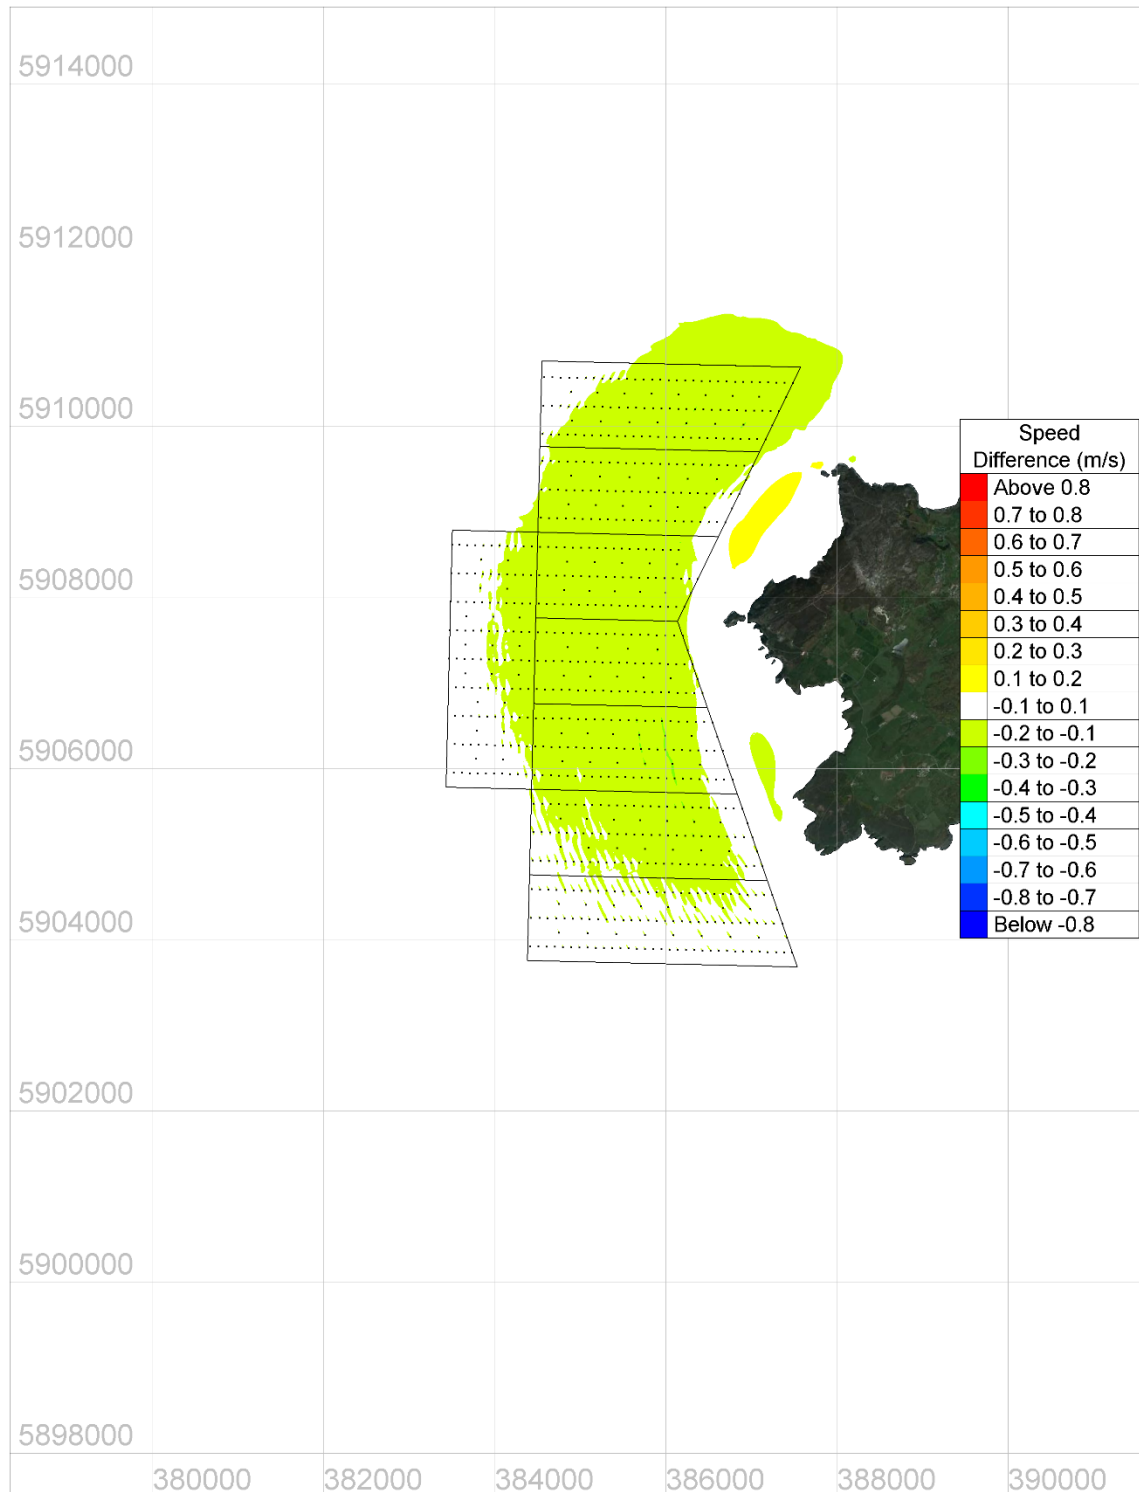 5914000
5912000
5910000
5908000
5906000
5904000
5902000
5900000
5898000
380000
382000
384000
386000
388000
390000
Speed
Difference (m/s)
Above 0.8
0.7 to 0.8
0.6 to 0.7
0.5 to 0.6
0.4 to 0.5
0.3 to 0.4
0.2 to 0.3
0.1 to 0.2
-0.1 to 0.1
-0.2 to -0.1
-0.3 to -0.2
-0.4 to -0.3
-0.5 to -0.4
-0.6 to -0.5
-0.7 to -0.6
-0.8 to -0.7
Below -0.8